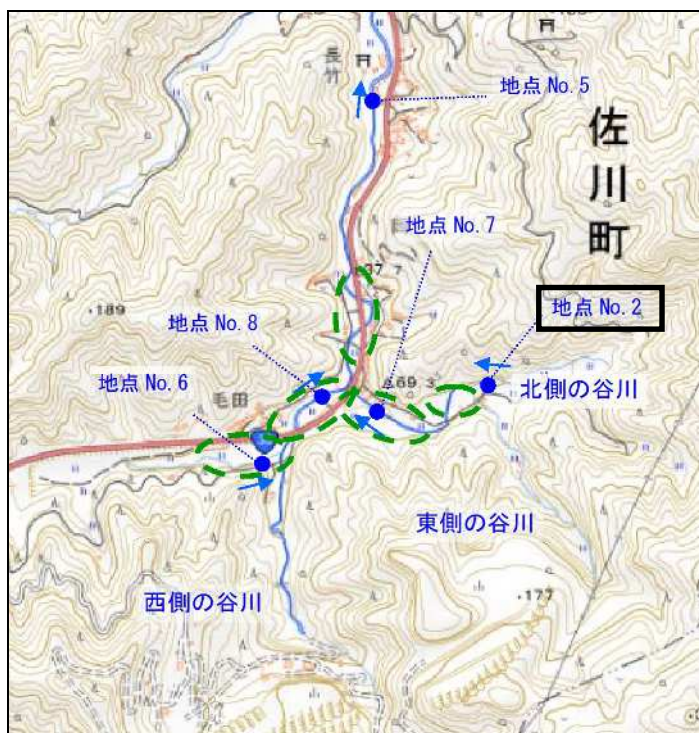 長竹
地点 No.5
佐川町
地点 No.7
地点 No.2
・189
地点 No.8
69.3
北側の谷川
地点 No.6
毛田
東側の谷川
西側の谷川
・177